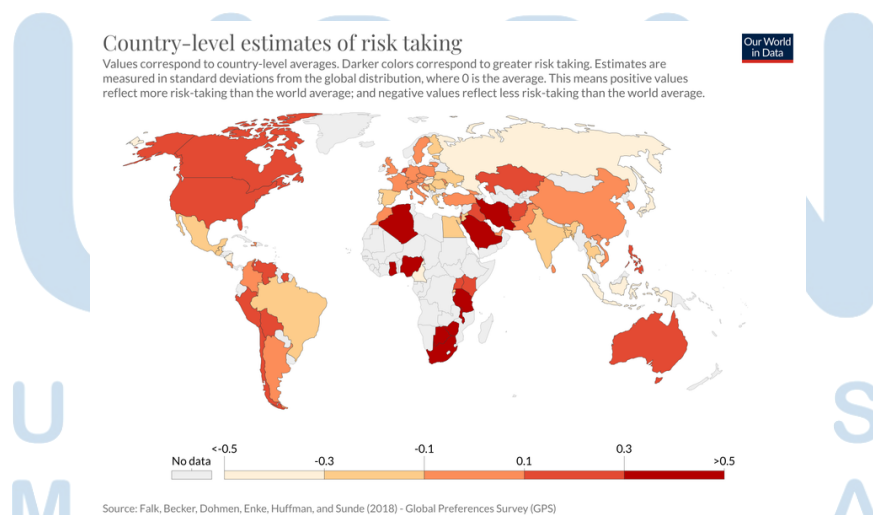 Country-level estimates of risk taking
Our World
in Data
Values correspond to country-level averages. Darker colors correspond to greater risk taking. Estimates are
measured in standard deviations from the global distribution, where 0 is the average. This means positive values
reflect more risk-taking than the world average; and negative values reflect less risk-taking than the world average.
U
S
M
A
No data
<-0.5
-0.3
-0.1
0.1
0.3
>0.5
Source: Falk, Becker, Dohmen, Enke, Huffman, and Sunde (2018) - Global Preferences Survey (GPS)